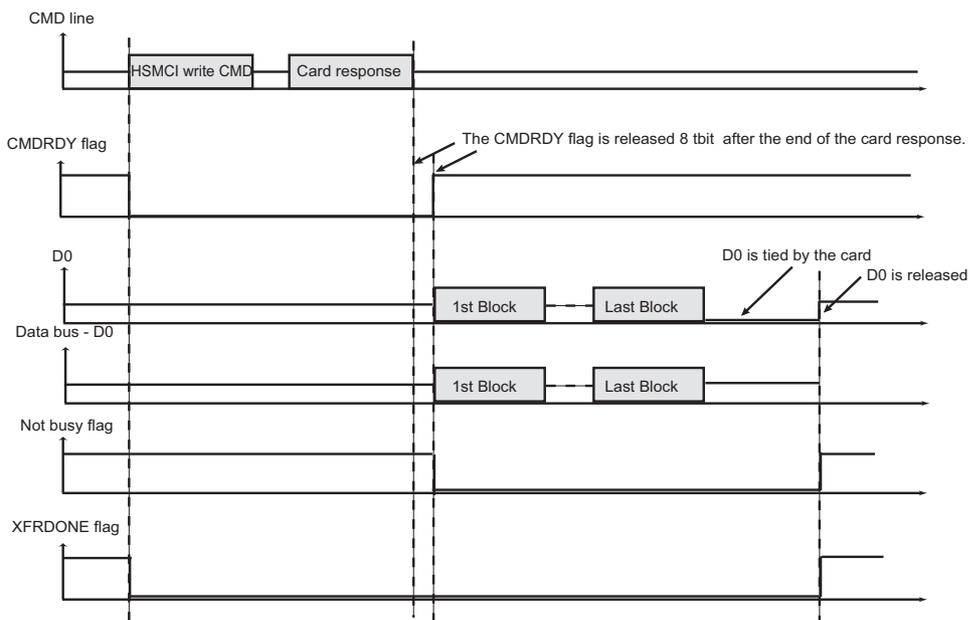 CMD line
HSMCI write CMD
Card response
The CMDRDY flag is released 8 tbit after the end of the card response.
CMDRDY flag
D0
D0 is tied by the card
D0 is released
1st Block
Last Block
Data bus - D0
1st Block
Last Block
Not busy flag
XFRDONE flag